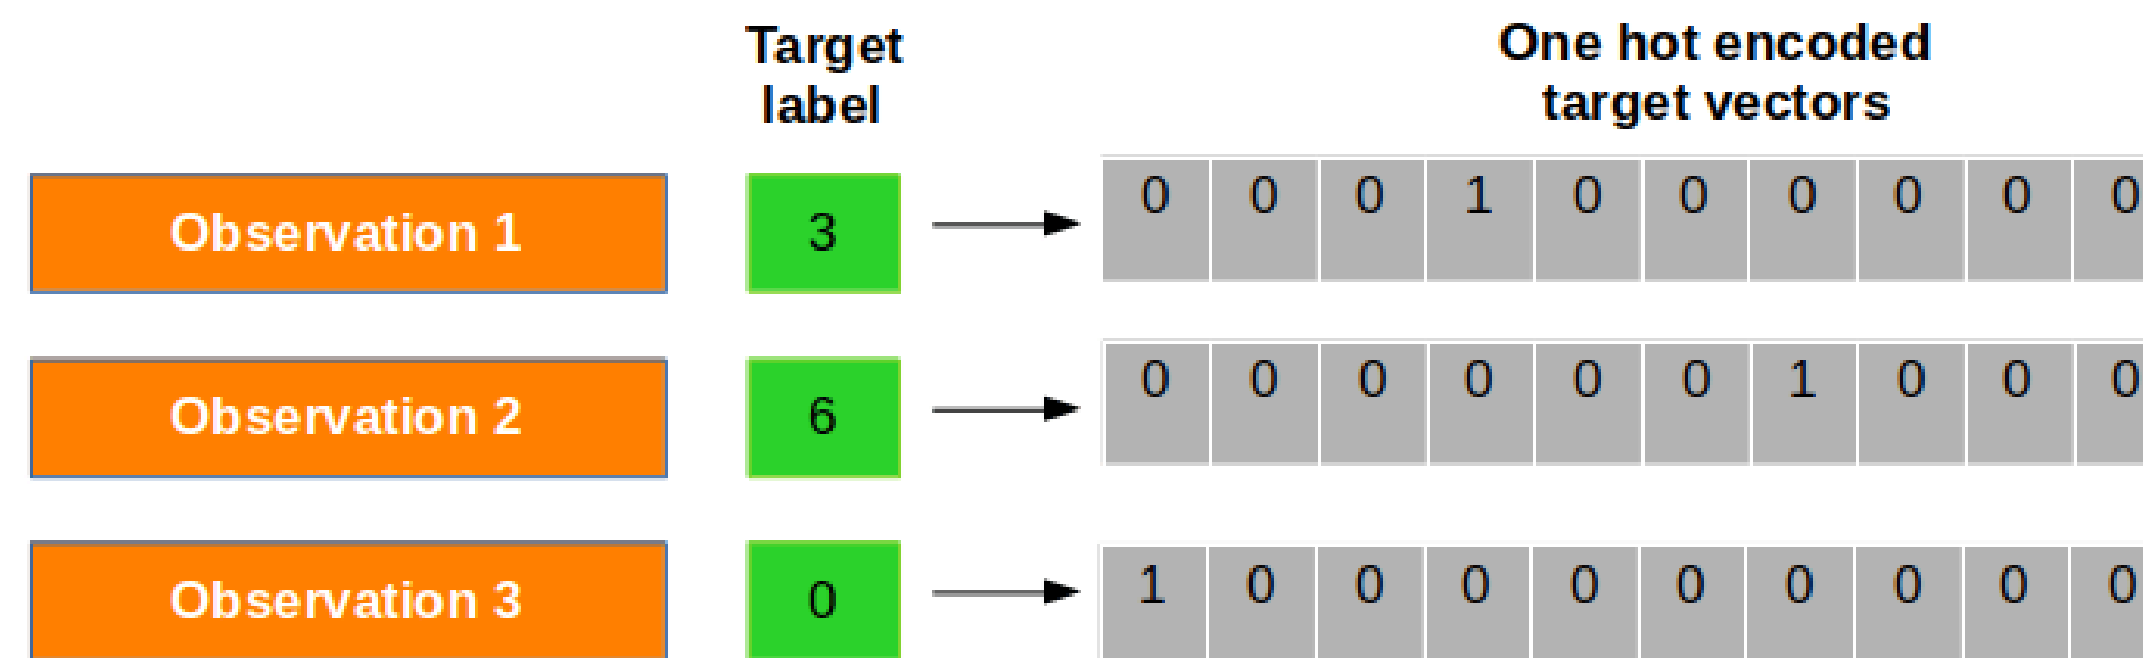 Target
label
One hot encoded
target vectors
Observation 1
3
0 0 0 1 0 0 0 0 0 0
Observation 2
6
0 0 0 0 0 0 1 0 0 0
Observation 3
0
1 0 0 0 0 0 0 0 0 0